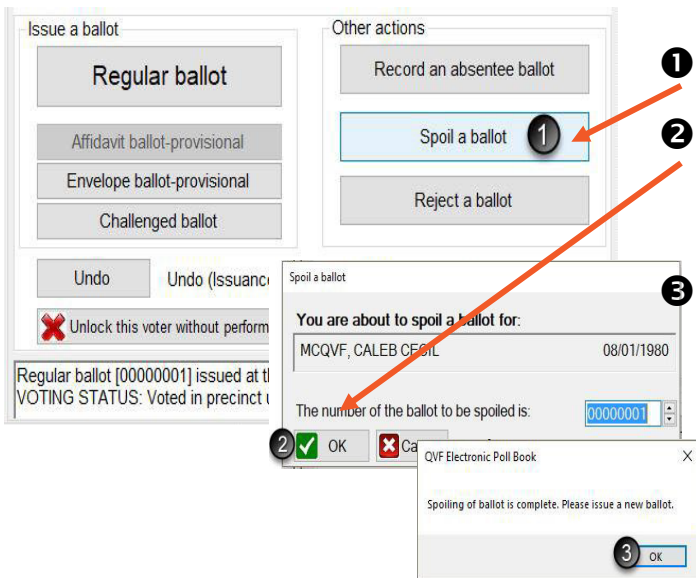 Issue a ballot
Regular ballot
Affidavit ballot-provisional
Envelope ballot-provisional
Challenged ballot
Undo
Undo (Issuanc
Unlock this voter without perform
Regular ballot [00000001] issued at t
VOTING STATUS: Voted in precinct u
Other actions
Record an absentee ballot
Spoil a ballot 1
Reject a ballot
❶
❷
❸
Spoil a ballot
You are about to spoil a ballot for:
MCQVF, CALEB CECIL 08/01/1980
The number of the ballot to be spoiled is: 00000001
2 OK Ca
QVF Electronic Poll Book X
Spoiling of ballot is complete. Please issue a new ballot.
3 OK